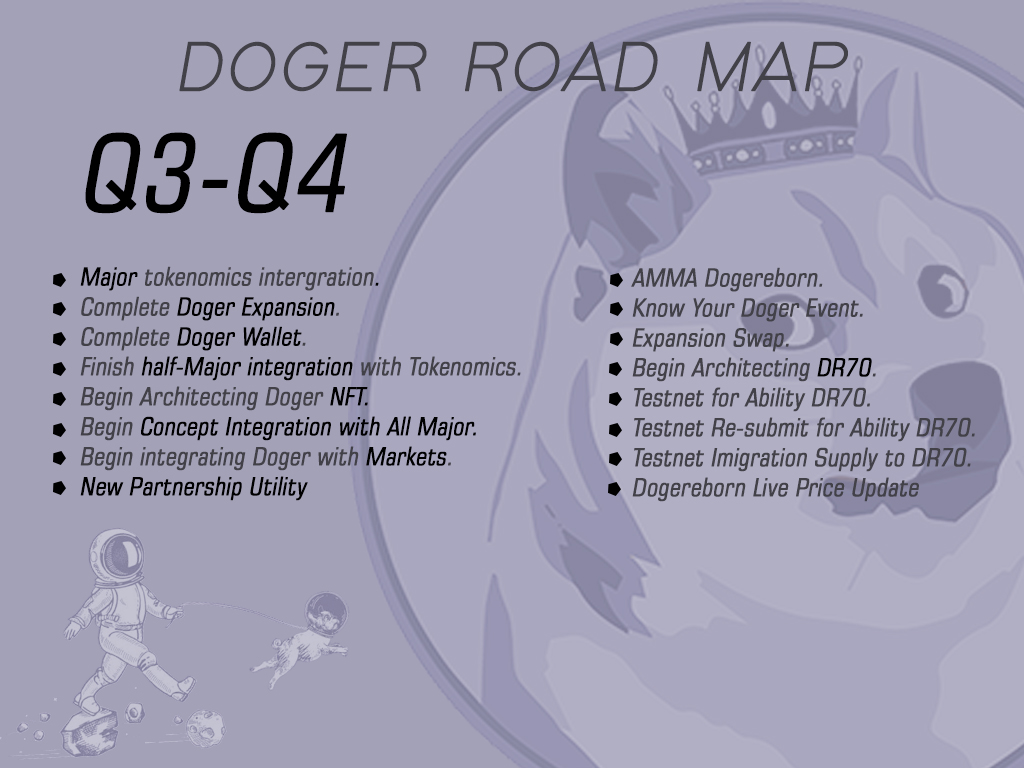 DOGER ROAD MAP
Q3-Q4
Major tokenomics intergration.
Complete Doger Expansion.
Complete Doger Wallet.
Finish half-Major integration with Tokenomics.
Begin Architecting Doger NFT.
Begin Concept Integration with All Major.
Begin integrating Doger with Markets.
New Partnership Utility
AMMA Dogereborn.
Know Your Doger Event.
Expansion Swap.
Begin Architecting DR70.
Testnet for Ability DR70.
Testnet Re-submit for Ability DR70.
Testnet Imigration Supply to DR70.
Dogereborn Live Price Update